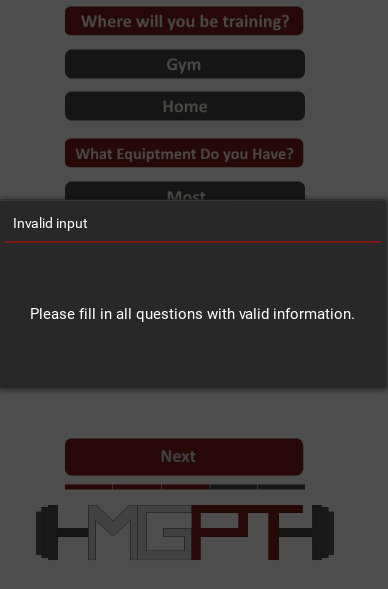 Where will you be training?
Gym
Home
What Equiptment Do you Have?
Most
Invalid input
Please fill in all questions with valid information.
Next
MGPT